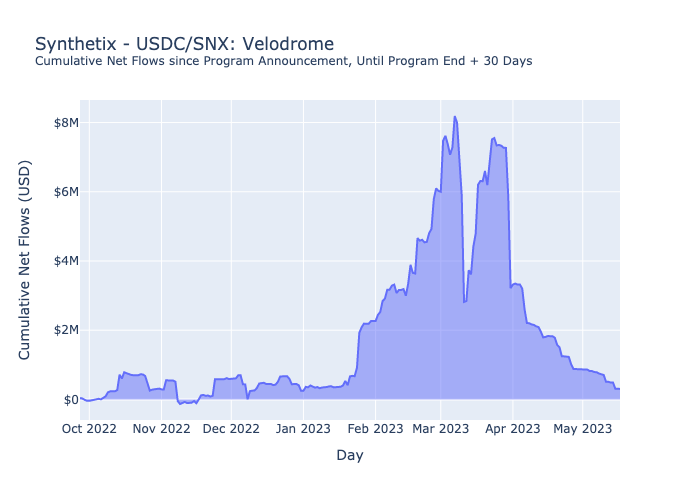 Synthetix - USDC/SNX: Velodrome
Cumulative Net Flows since Program Announcement, Until Program End + 30 Days
Cumulative Net Flows (USD)
$8M
$6M
$4M
$2M
$0
Oct 2022 Nov 2022 Dec 2022 Jan 2023 Feb 2023 Mar 2023 Apr 2023 May 2023
Day